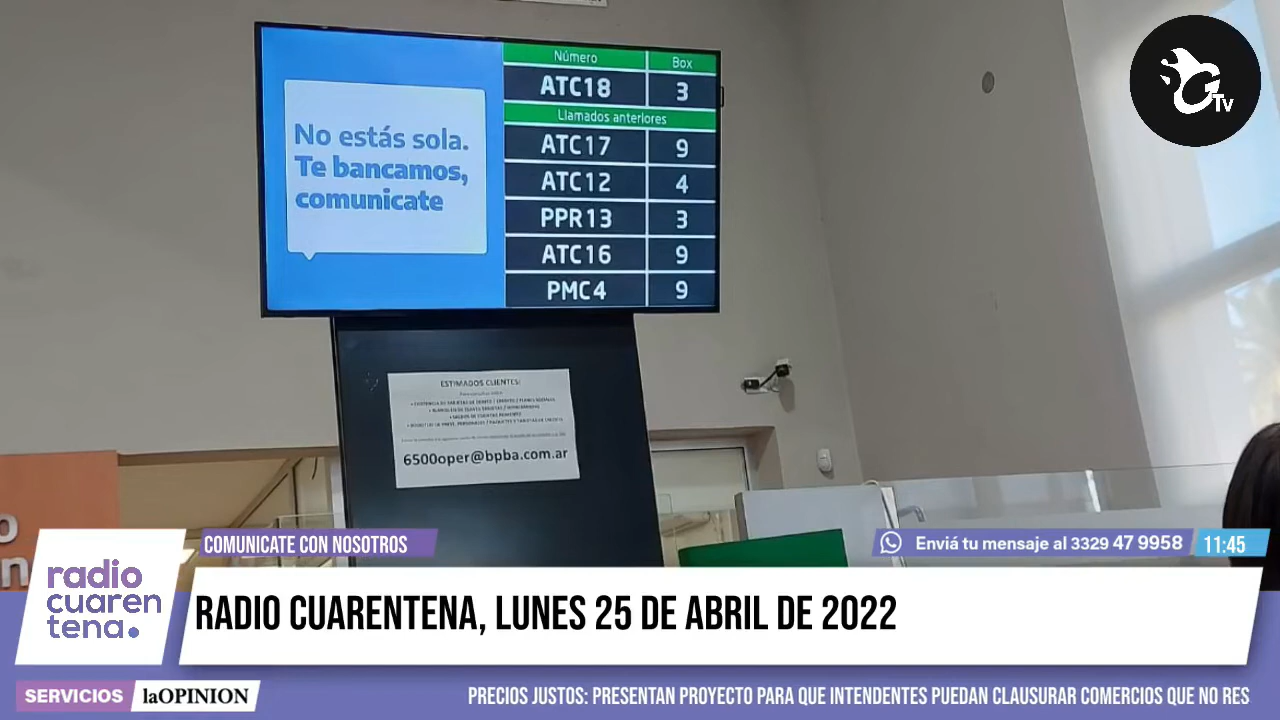 Número Box
ATC18 3
Llamados anteriores
ATC17 9
ATC12 4
PPR13 3
ATC16 9
PMC4 9
No estás sola.
Te bancamos,
comunicate
G Tv
ESTIMADOS CLIENTES:
6500oper@bpba.com.ar
o
n
COMUNICATE CON NOSOTROS
Enviá tu mensaje al 3329 47 9958
11:45
radio
cuaren
tena.
RADIO CUARENTENA, LUNES 25 DE ABRIL DE 2022
SERVICIOS laOPINION
PRECIOS JUSTOS: PRESENTAN PROYECTO PARA QUE INTENDENTES PUEDAN CLAUSURAR COMERCIOS QUE NO RES